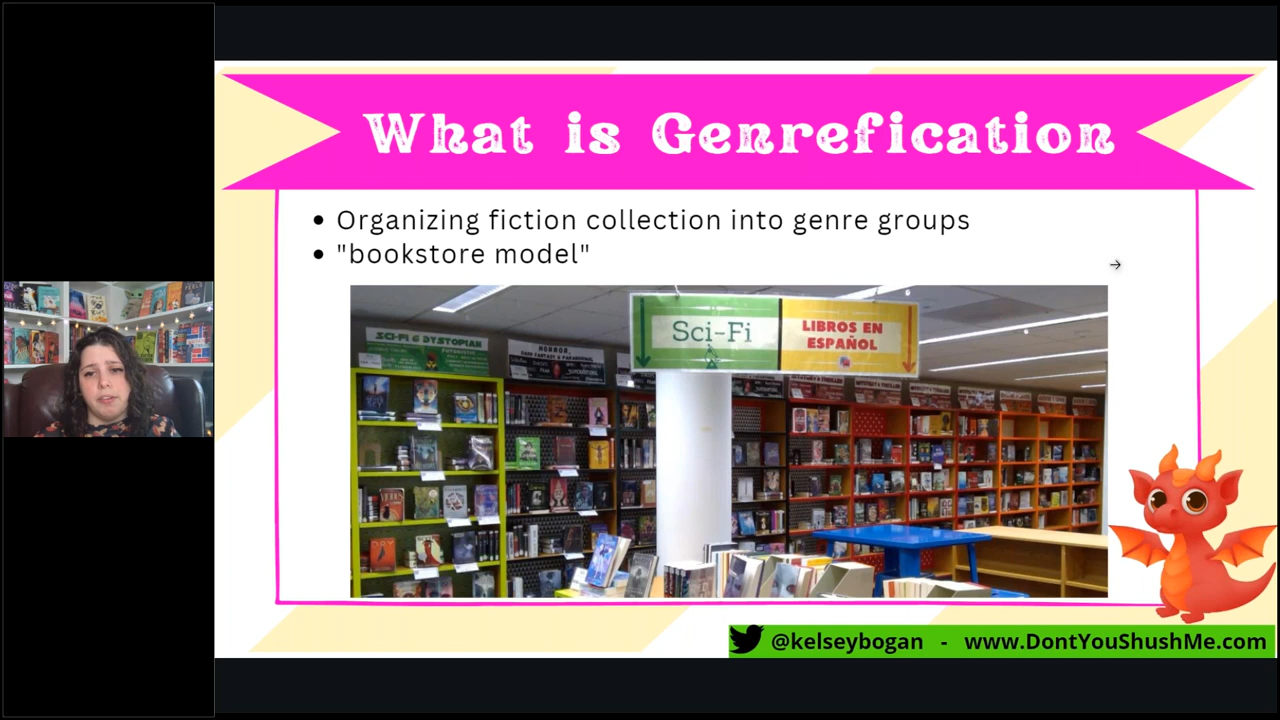 What is Genrefication
Organizing fiction collection into genre groups
"bookstore model"
Sci-Fi
LIBROS EN
ESPAÑOL
SCI-FI & DYSTOPIAN
HORROR,
@kelseybogan - www.DontYouShushMe.com